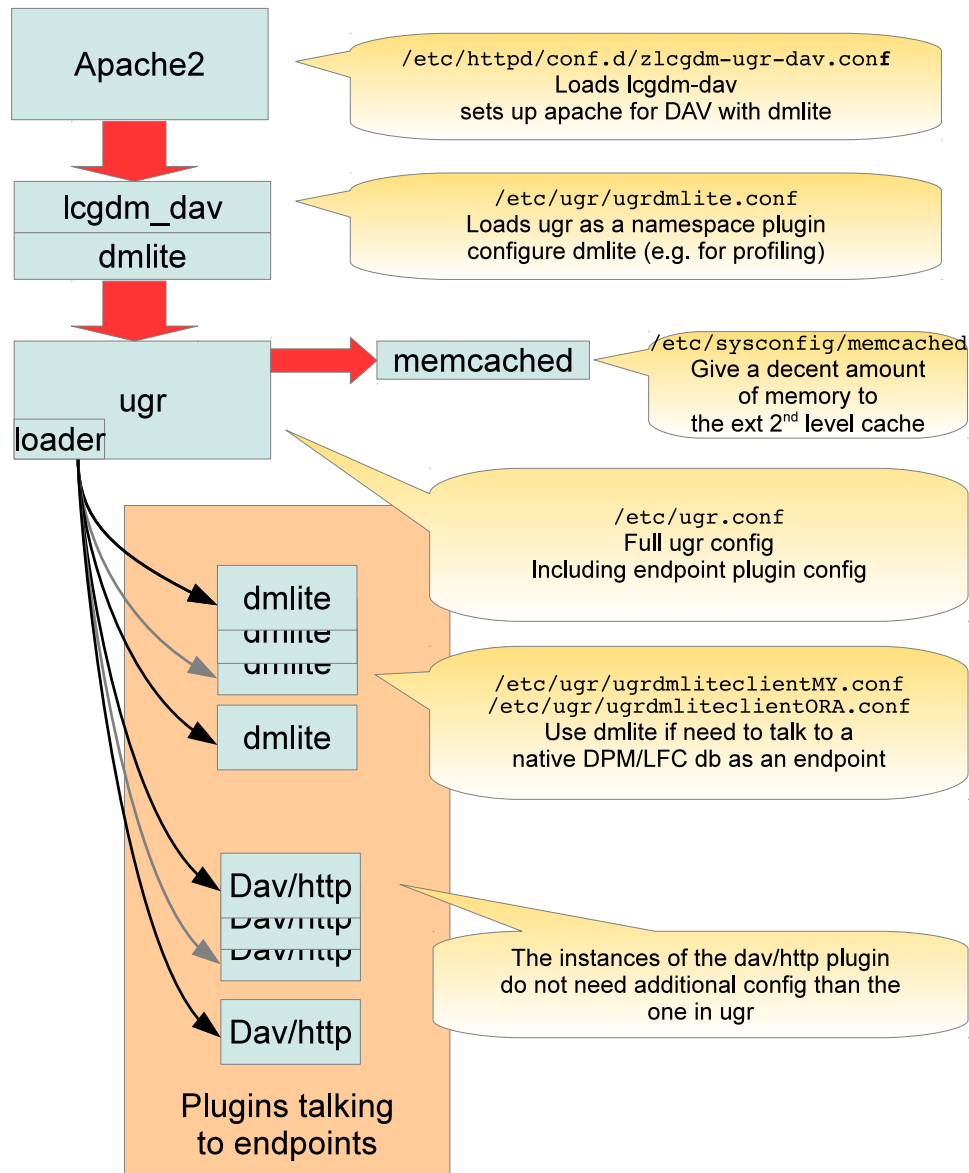 Apache2
/etc/httpd/conf.d/zlcgdm-ugr-dav.conf
Loads lcgdm-dav
sets up apache for DAV with dmlite
lcgdm_dav
dmlite
/etc/ugr/ugrdmlite.conf
Loads ugr as a namespace plugin
configure dmlite (e.g. for profiling)
ugr
loader
memcached
/etc/sysconfig/memcached
Give a decent amount
of memory to
the ext 2nd level cache
/etc/ugr.conf
Full ugr config
Including endpoint plugin config
dmlite
dmlite
dmlite
dmlite
/etc/ugr/ugrdmliteclientMY.conf
/etc/ugr/ugrdmliteclientORA.conf
Use dmlite if need to talk to a
native DPM/LFC db as an endpoint
Dav/http
Dav/http
Dav/http
Dav/http
The instances of the dav/http plugin
do not need additional config than the
one in ugr
Plugins talking
to endpoints